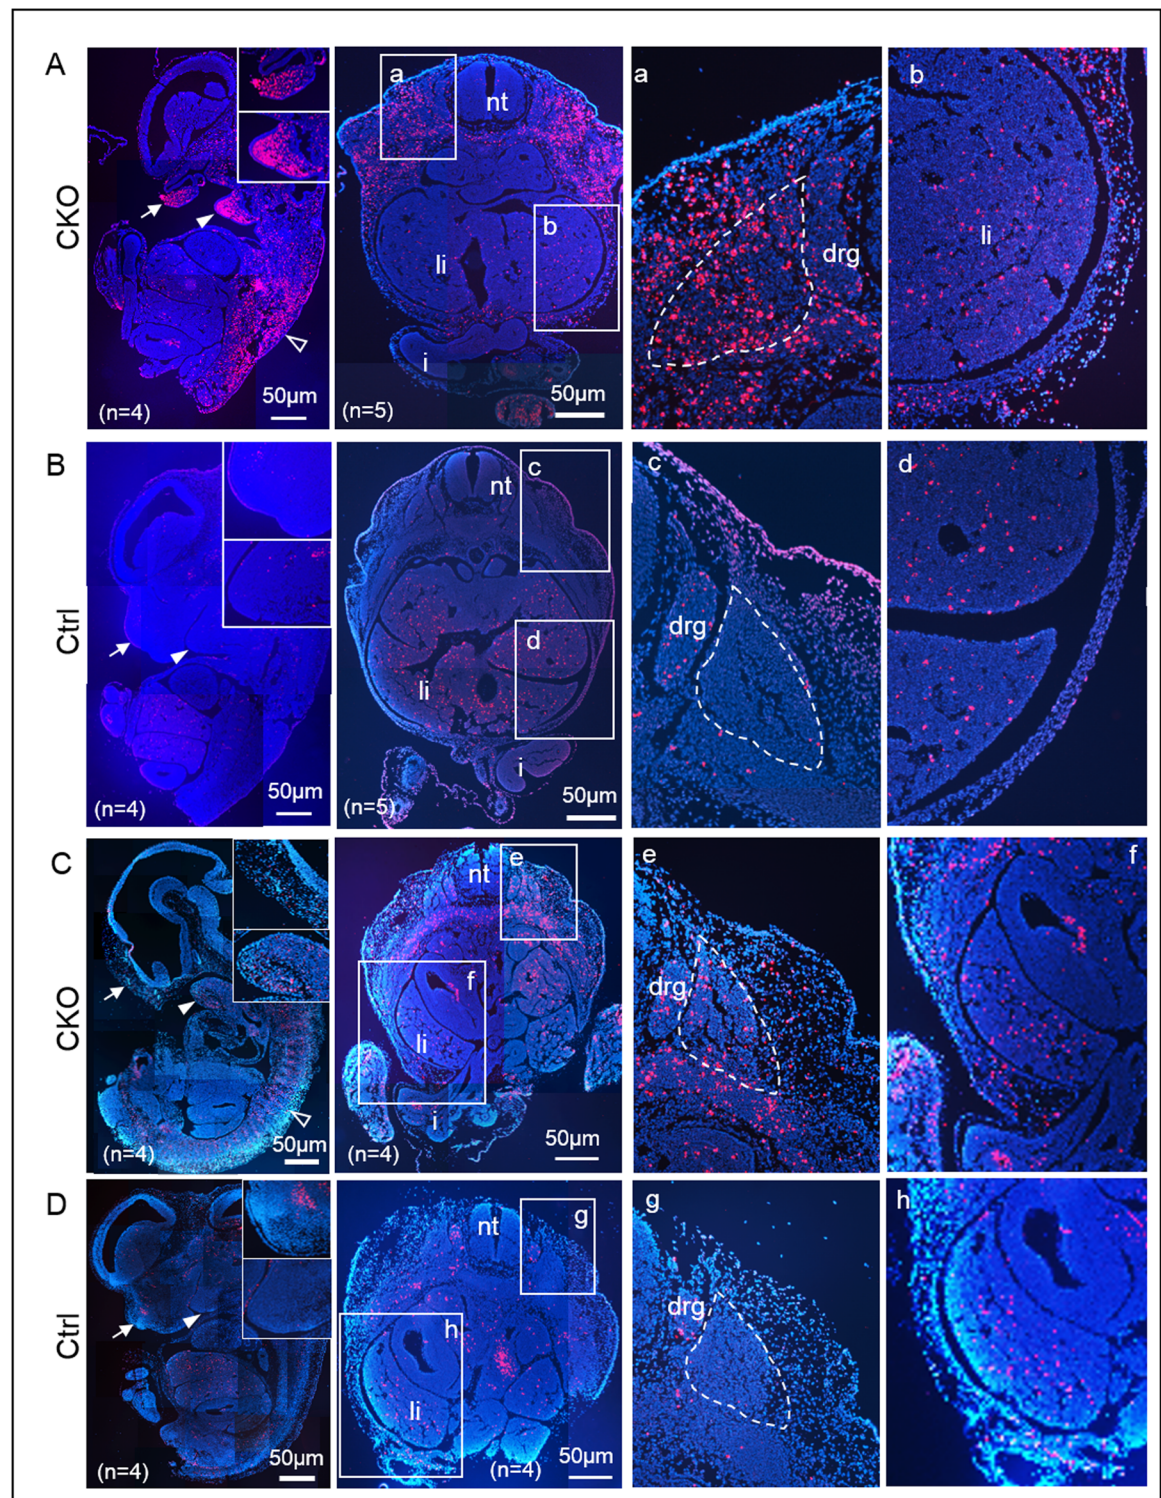 A
CKO
(n=4)
50µm
a
nt
b
li
i
(n=5)
a
drg
b
li
B
Ctrl
(n=4)
50µm
c
nt
d
li
i
(n=5)
50µm
c
drg
d
C
CKO
(n=4)
50µm
e
nt
f
li
i
(n=4)
50µm
e
drg
f
D
Ctrl
(n=4)
50µm
nt
g
h
li
(n=4)
50µm
g
drg
h